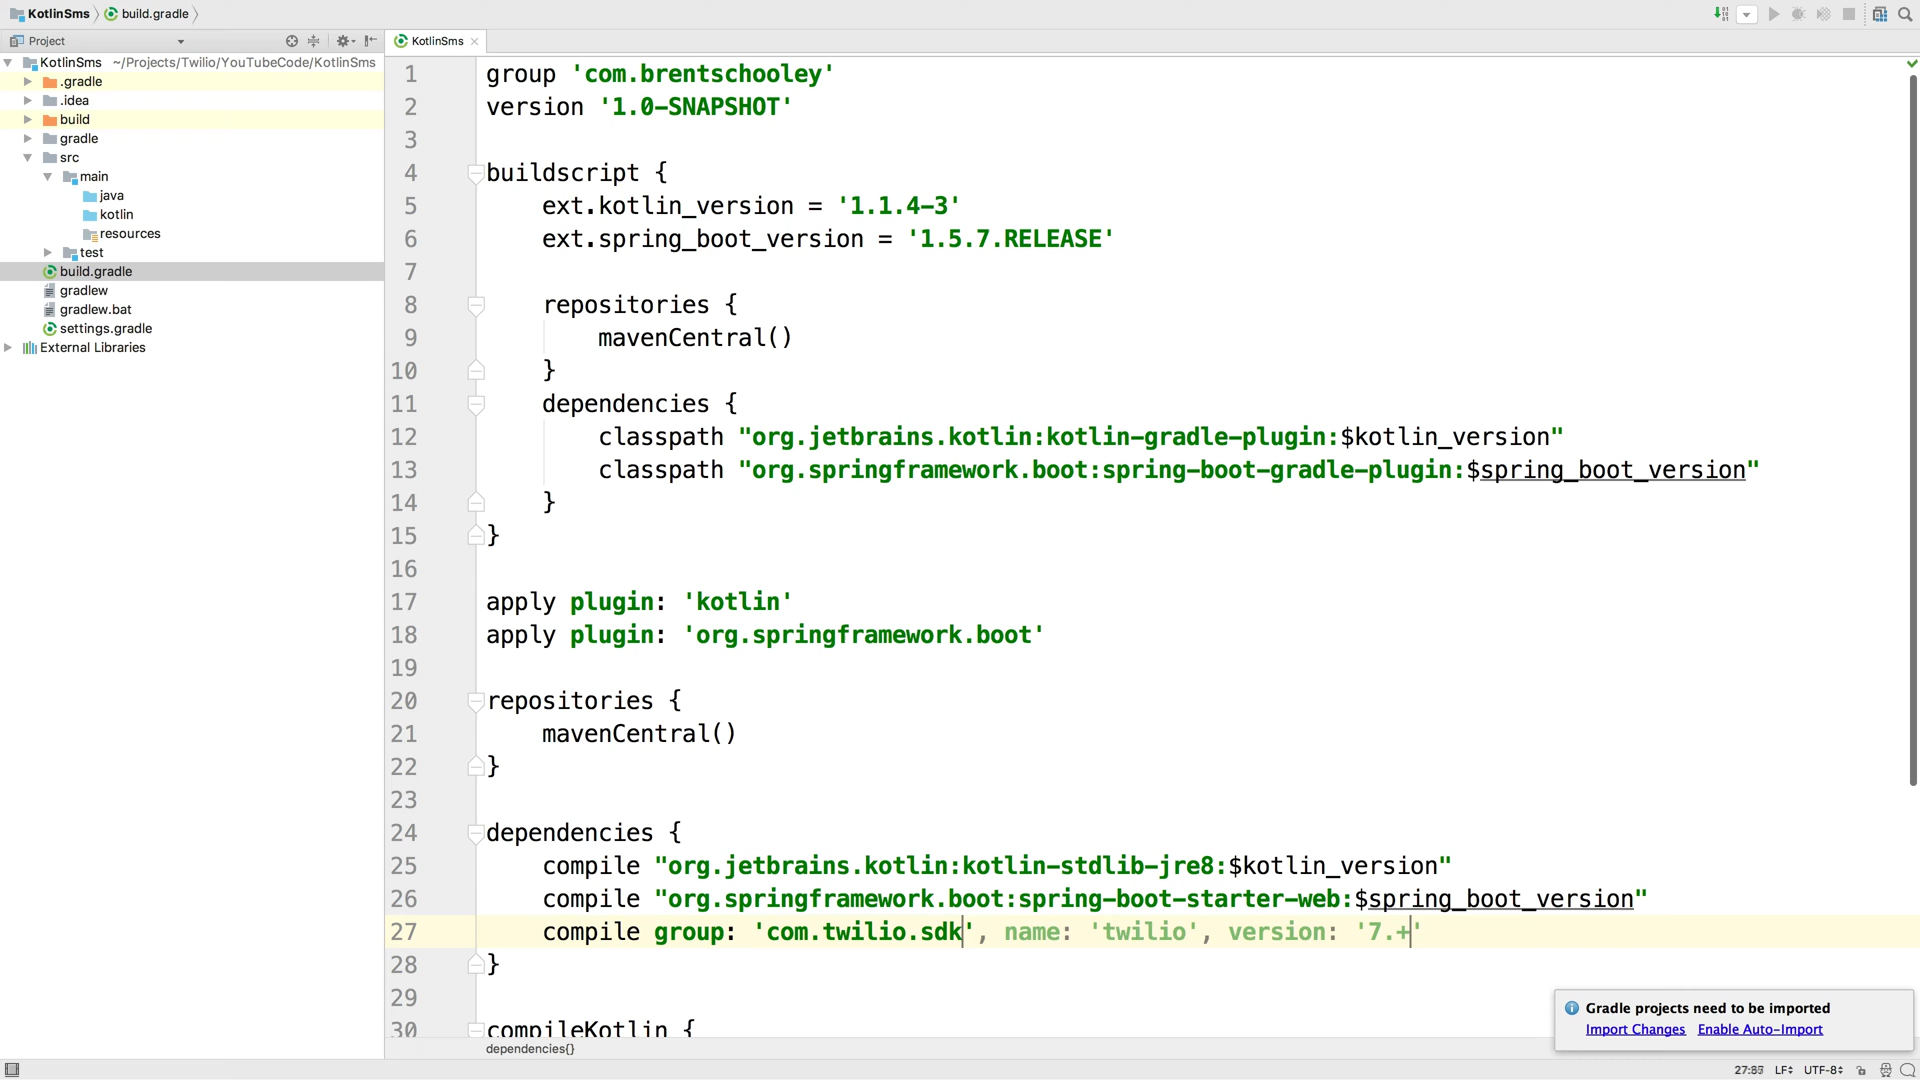 KotlinSms build.gradle
Project
KotlinSms
KotlinSms ~/Projects/Twilio/YouTubeCode/KotlinSms
.gradle
.idea
build
gradle
src
main
java
kotlin
resources
test
build.gradle
gradlew
gradlew.bat
settings.gradle
External Libraries
1 group 'com.brentschooley'
2 version '1.0-SNAPSHOT'
3
4 buildscript {
5 ext.kotlin_version = '1.1.4-3'
6 ext.spring_boot_version = '1.5.7.RELEASE'
7
8 repositories {
9 mavenCentral()
10 }
11 dependencies {
12 classpath "org.jetbrains.kotlin:kotlin-gradle-plugin:$kotlin_version"
13 classpath "org.springframework.boot:spring-boot-gradle-plugin:$spring_boot_version"
14 }
15 }
16
17 apply plugin: 'kotlin'
18 apply plugin: 'org.springframework.boot'
19
20 repositories {
21 mavenCentral()
22 }
23
24 dependencies {
25 compile "org.jetbrains.kotlin:kotlin-stdlib-jre8:$kotlin_version"
26 compile "org.springframework.boot:spring-boot-starter-web:$spring_boot_version"
27 compile group: 'com.twilio.sdk', name: 'twilio', version: '7.+'
28 }
29
30 compileKotlin {
dependencies{}
Gradle projects need to be imported
Import Changes Enable Auto-Import
LF UTF-8